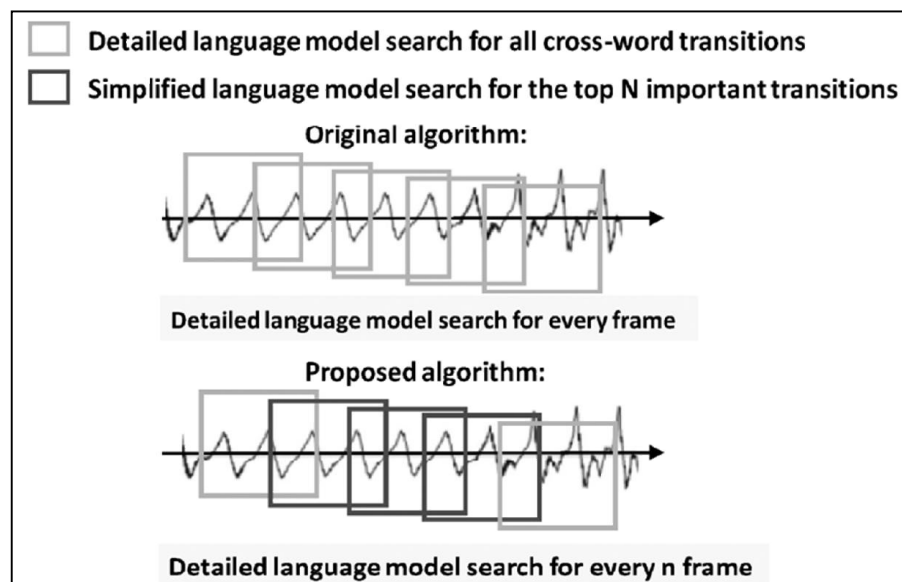 Detailed language model search for all cross-word transitions
Simplified language model search for the top N important transitions
Original algorithm:
Detailed language model search for every frame
Proposed algorithm:
Detailed language model search for every n frame